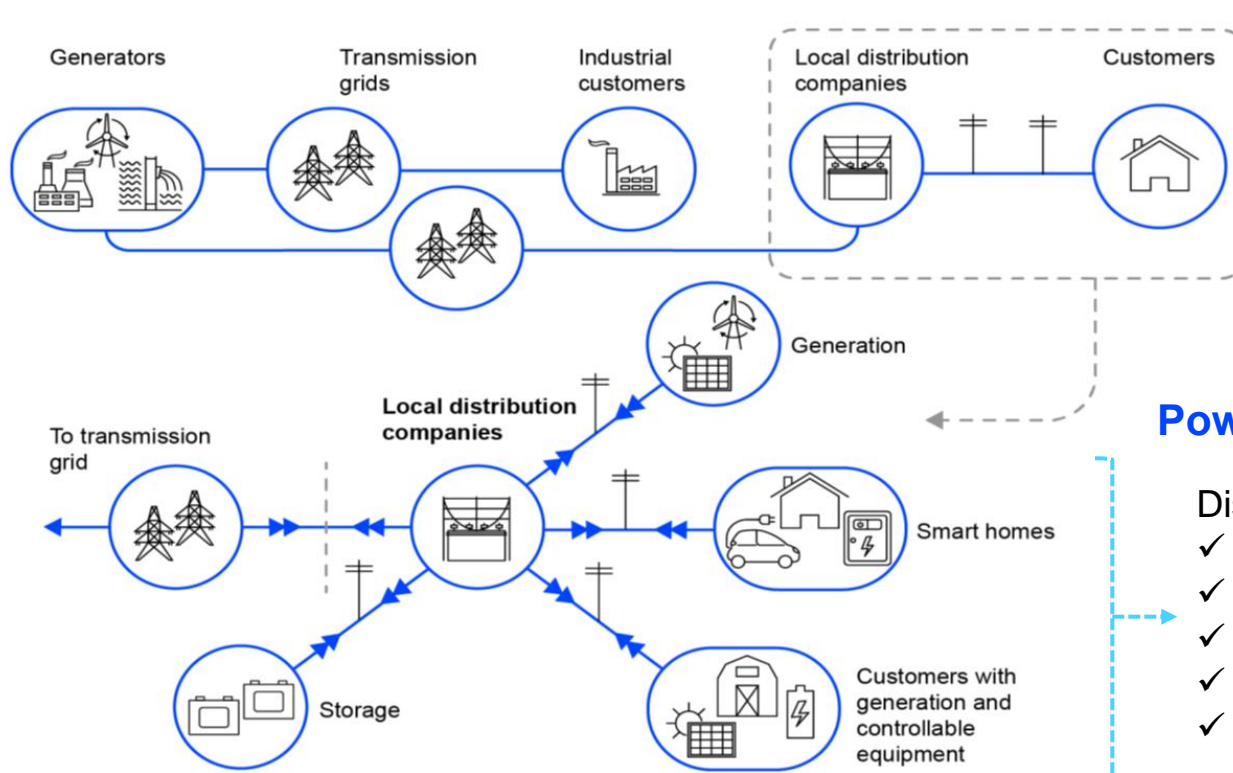 Generators
Transmission
grids
Industrial
customers
Local distribution
companies
Customers
Generation
Local distribution
companies
To transmission
grid
Smart homes
Storage
Customers with
generation and
controllable
equipment
Pow
Dis
✓
✓
✓
✓
✓